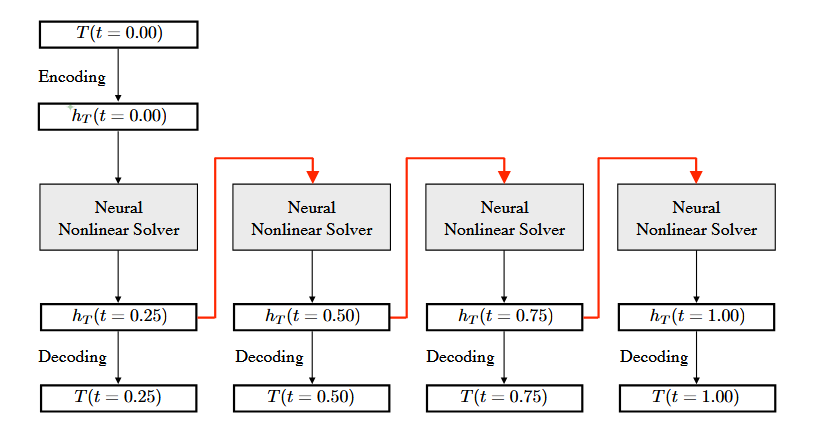 T(t = 0.00)
Encoding
h_T(t = 0.00)
Neural
Nonlinear Solver
Neural
Nonlinear Solver
Neural
Nonlinear Solver
Neural
Nonlinear Solver
h_T(t = 0.25)
h_T(t = 0.50)
h_T(t = 0.75)
h_T(t = 1.00)
Decoding
Decoding
Decoding
Decoding
T(t = 0.25)
T(t = 0.50)
T(t = 0.75)
T(t = 1.00)